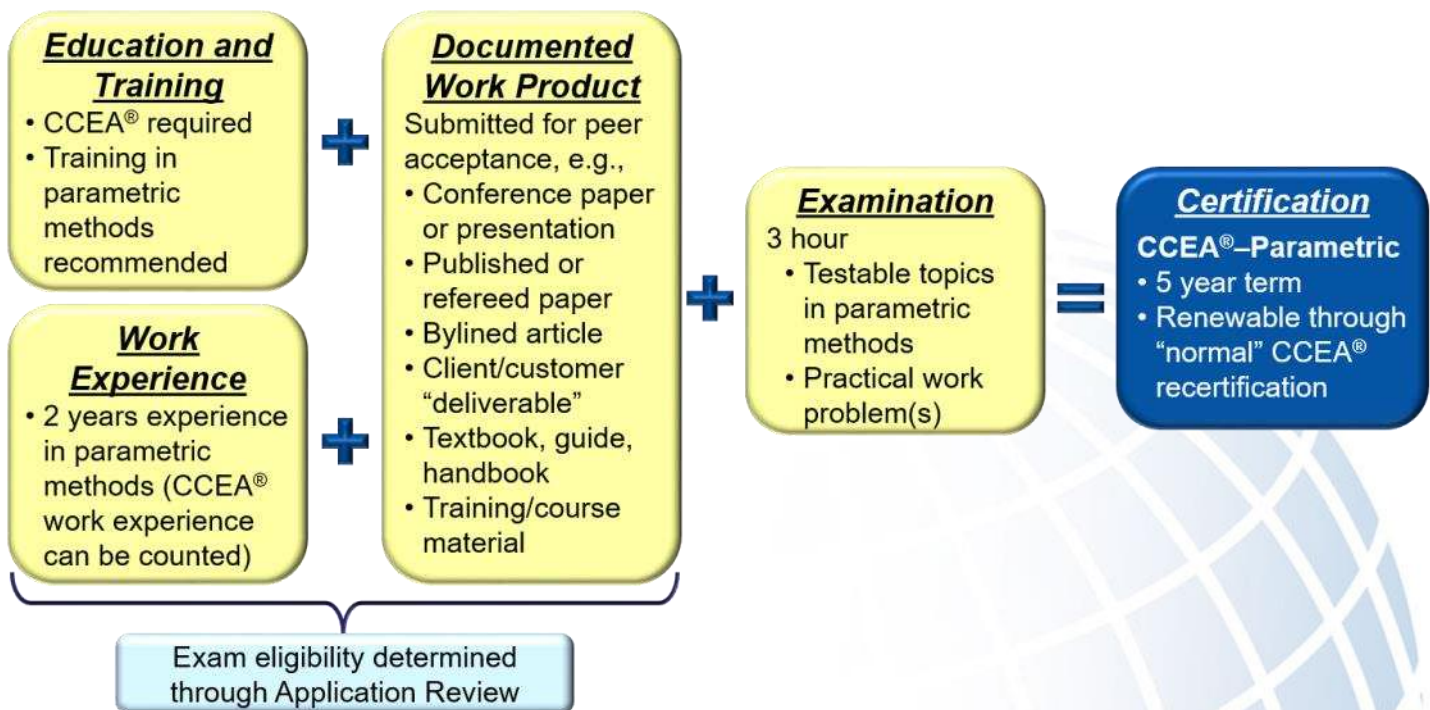 Education and
Training
• CCEA® required
• Training in
parametric
methods
recommended
Work
Experience
• 2 years experience
in parametric
methods (CCEA®
work experience
can be counted)
Documented
Work Product
Submitted for peer
acceptance, e.g.,
• Conference paper
or presentation
• Published or
refereed paper
• Bylined article
• Client/customer
“deliverable”
• Textbook, guide,
handbook
• Training/course
material
Examination
3 hour
• Testable topics
in parametric
methods
• Practical work
problem(s)
Certification
CCEA®–Parametric
• 5 year term
• Renewable through
“normal” CCEA®
recertification
Exam eligibility determined
through Application Review